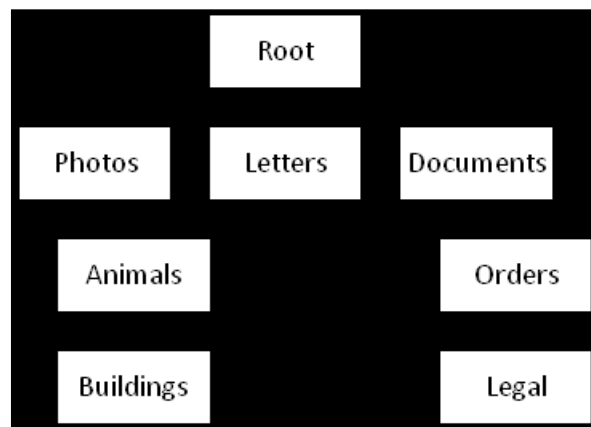 Root
Photos
Letters
Documents
Animals
Orders
Buildings
Legal